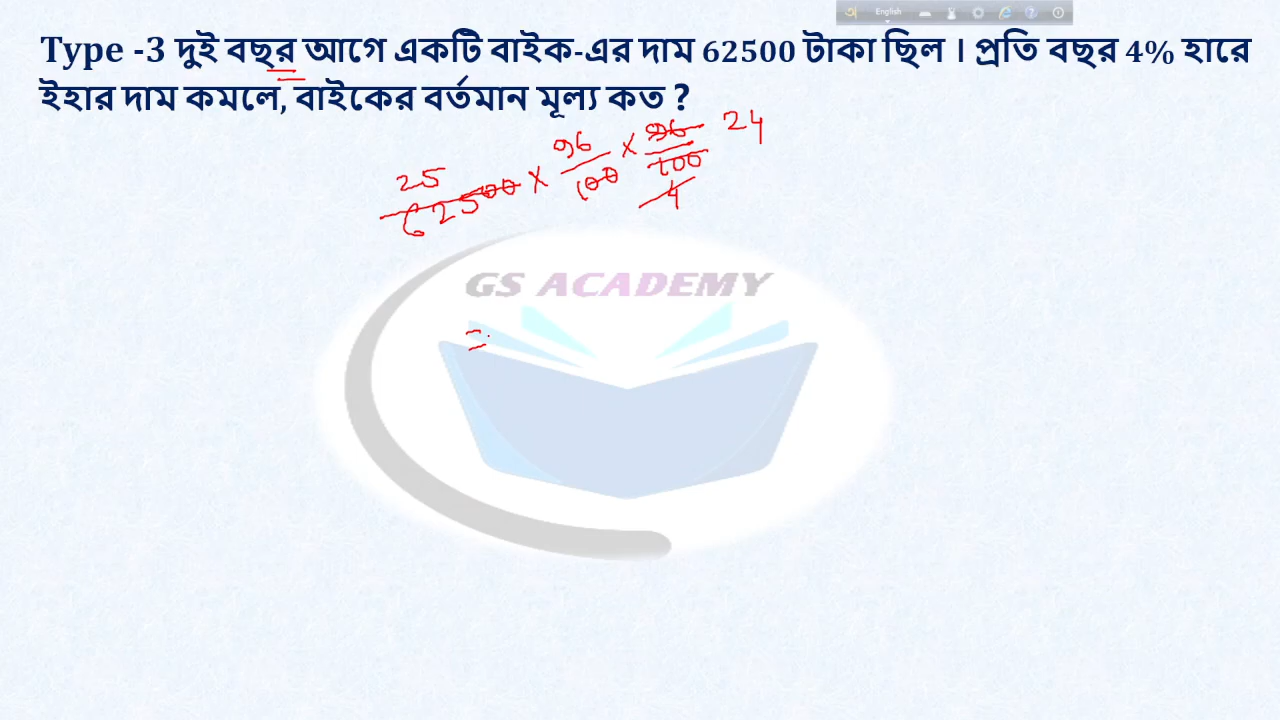 Type -3 দুই বছর আগে একটি বাইক-এর দাম 62500 টাকা ছিল । প্রতি বছর 4% হারে
ইহার দাম কমলে, বাইকের বর্তমান মূল্য কত ?
25 96 96 24
62500 × 100 × 100
4
=
GS ACADEMY
English